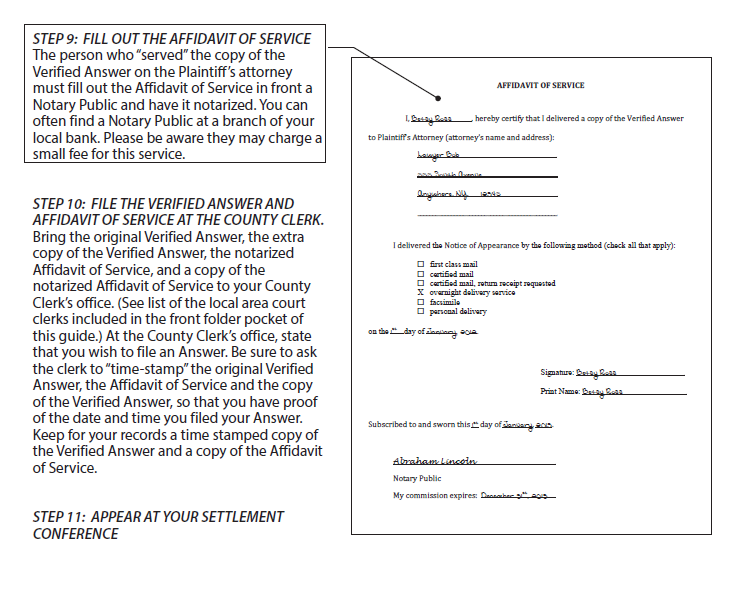 STEP 9: FILL OUT THE AFFIDAVIT OF SERVICE
The person who “served” the copy of the
Verified Answer on the Plaintiff’s attorney
must fill out the Affidavit of Service in front a
Notary Public and have it notarized. You can
often find a Notary Public at a branch of your
local bank. Please be aware they may charge a
small fee for this service.
STEP 10: FILE THE VERIFIED ANSWER AND
AFFIDAVIT OF SERVICE AT THE COUNTY CLERK.
Bring the original Verified Answer, the extra
copy of the Verified Answer, the notarized
Affidavit of Service, and a copy of the
notarized Affidavit of Service to your County
Clerk’s office. (See list of the local area court
clerks included in the front folder pocket of
this guide.) At the County Clerk’s office, state
that you wish to file an Answer. Be sure to ask
the clerk to “time-stamp” the original Verified
Answer, the Affidavit of Service and the copy
of the Verified Answer, so that you have proof
of the date and time you filed your Answer.
Keep for your records a time stamped copy of
the Verified Answer and a copy of the Affidavit
of Service.
STEP 11: APPEAR AT YOUR SETTLEMENT
CONFERENCE
AFFIDAVIT OF SERVICE
I, Betsy Ross, hereby certify that I delivered a copy of the Verified Answer
to Plaintiff’s Attorney (attorney’s name and address):
Lawyer Bob
555 Smith Avenue
Anywhere, NY 12345
I delivered the Notice of Appearance by the following method (check all that apply):
☐ first class mail
☐ certified mail
☐ certified mail, return receipt requested
X overnight delivery service
☐ facsimile
☐ personal delivery
on the day of January,
Signature: Betsy Ross
Print Name: Betsy Ross
Subscribed to and sworn this day of January,
Abraham Lincoln
Notary Public
My commission expires: December 31st,